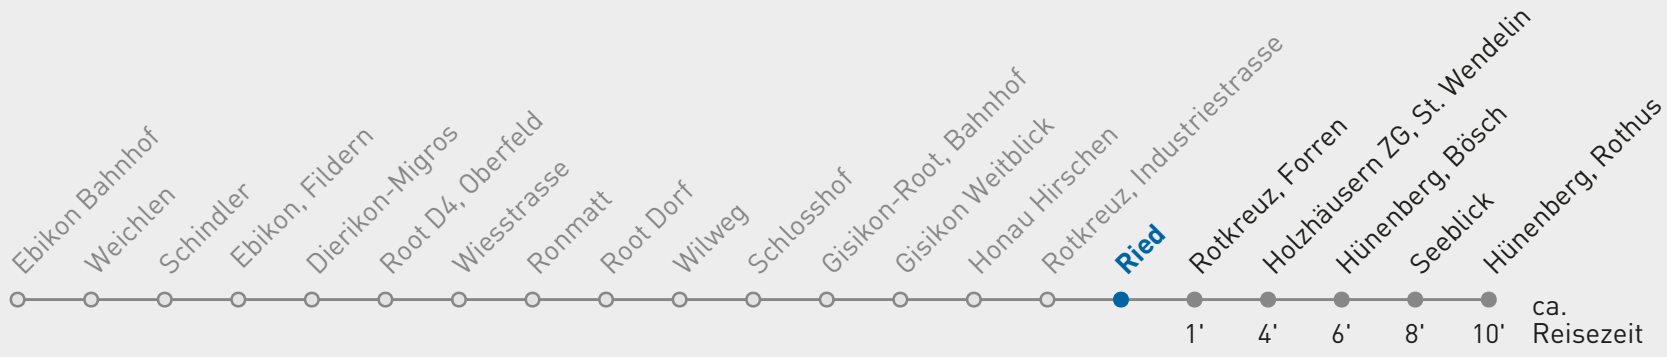 Ebikon Bahnhof
Weichlen
Schindler
Ebikon, Fildern
Dierikon-Migros
Root D4, Oberfeld
Wiesstrasse
Ronmatt
Root Dorf
Wilweg
Schlosshof
Gisikon-Root, Bahnhof
Gisikon Weitblick
Honau Hirschen
Rotkreuz, Industriestrasse
Ried
Rotkreuz, Forren
Holzhäusern ZG, St. Wendelin
Hünenberg, Bösch
Seeblick
Hünenberg, Rothus
1' 4' 6' 8' 10'
ca.
Reisezeit